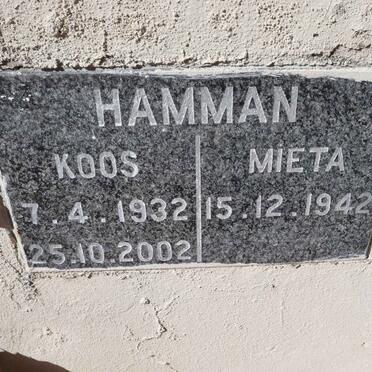 HAMMAN
KOOS
7.4.1932
25.10.2002
MIETA
15.12.1942